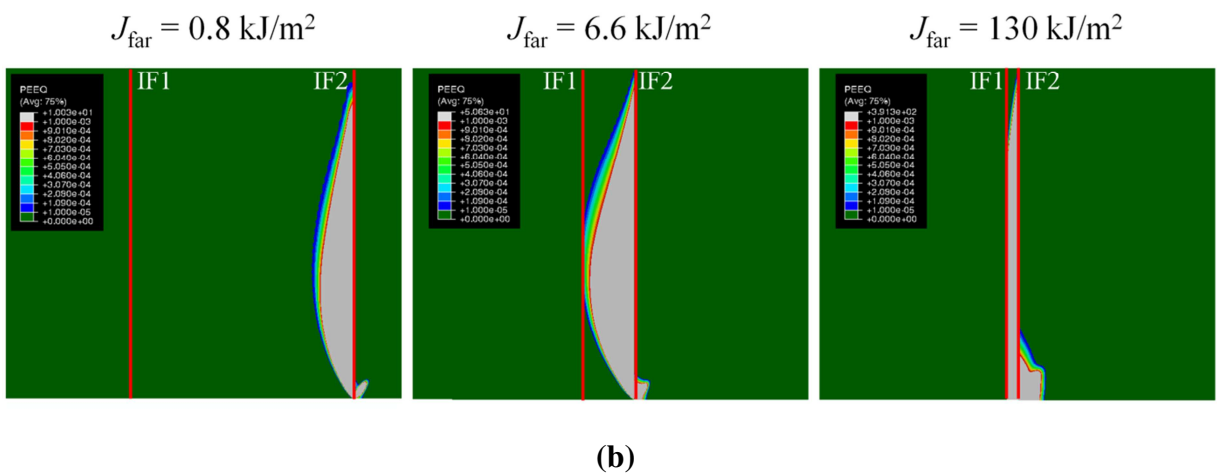 J_far = 0.8 kJ/m²
J_far = 6.6 kJ/m²
J_far = 130 kJ/m²
IF1
IF2
PEEQ
(Avg: 75%)
+1.003e+01
+1.000e-03
+9.010e-04
+8.020e-04
+7.030e-04
+6.040e-04
+5.050e-04
+4.060e-04
+3.070e-04
+2.080e-04
+1.090e-04
+1.000e-05
+0.000e+00
IF1
IF2
PEEQ
(Avg: 75%)
+5.063e+01
+1.000e-03
+9.010e-04
+8.020e-04
+7.030e-04
+6.040e-04
+5.050e-04
+4.060e-04
+3.070e-04
+2.080e-04
+1.090e-04
+1.000e-05
+0.000e+00
IF1
IF2
PEEQ
(Avg: 75%)
+3.913e+02
+1.000e-03
+9.010e-04
+8.020e-04
+7.030e-04
+6.040e-04
+5.050e-04
+4.060e-04
+3.070e-04
+2.080e-04
+1.090e-04
+1.000e-05
+0.000e+00
(b)